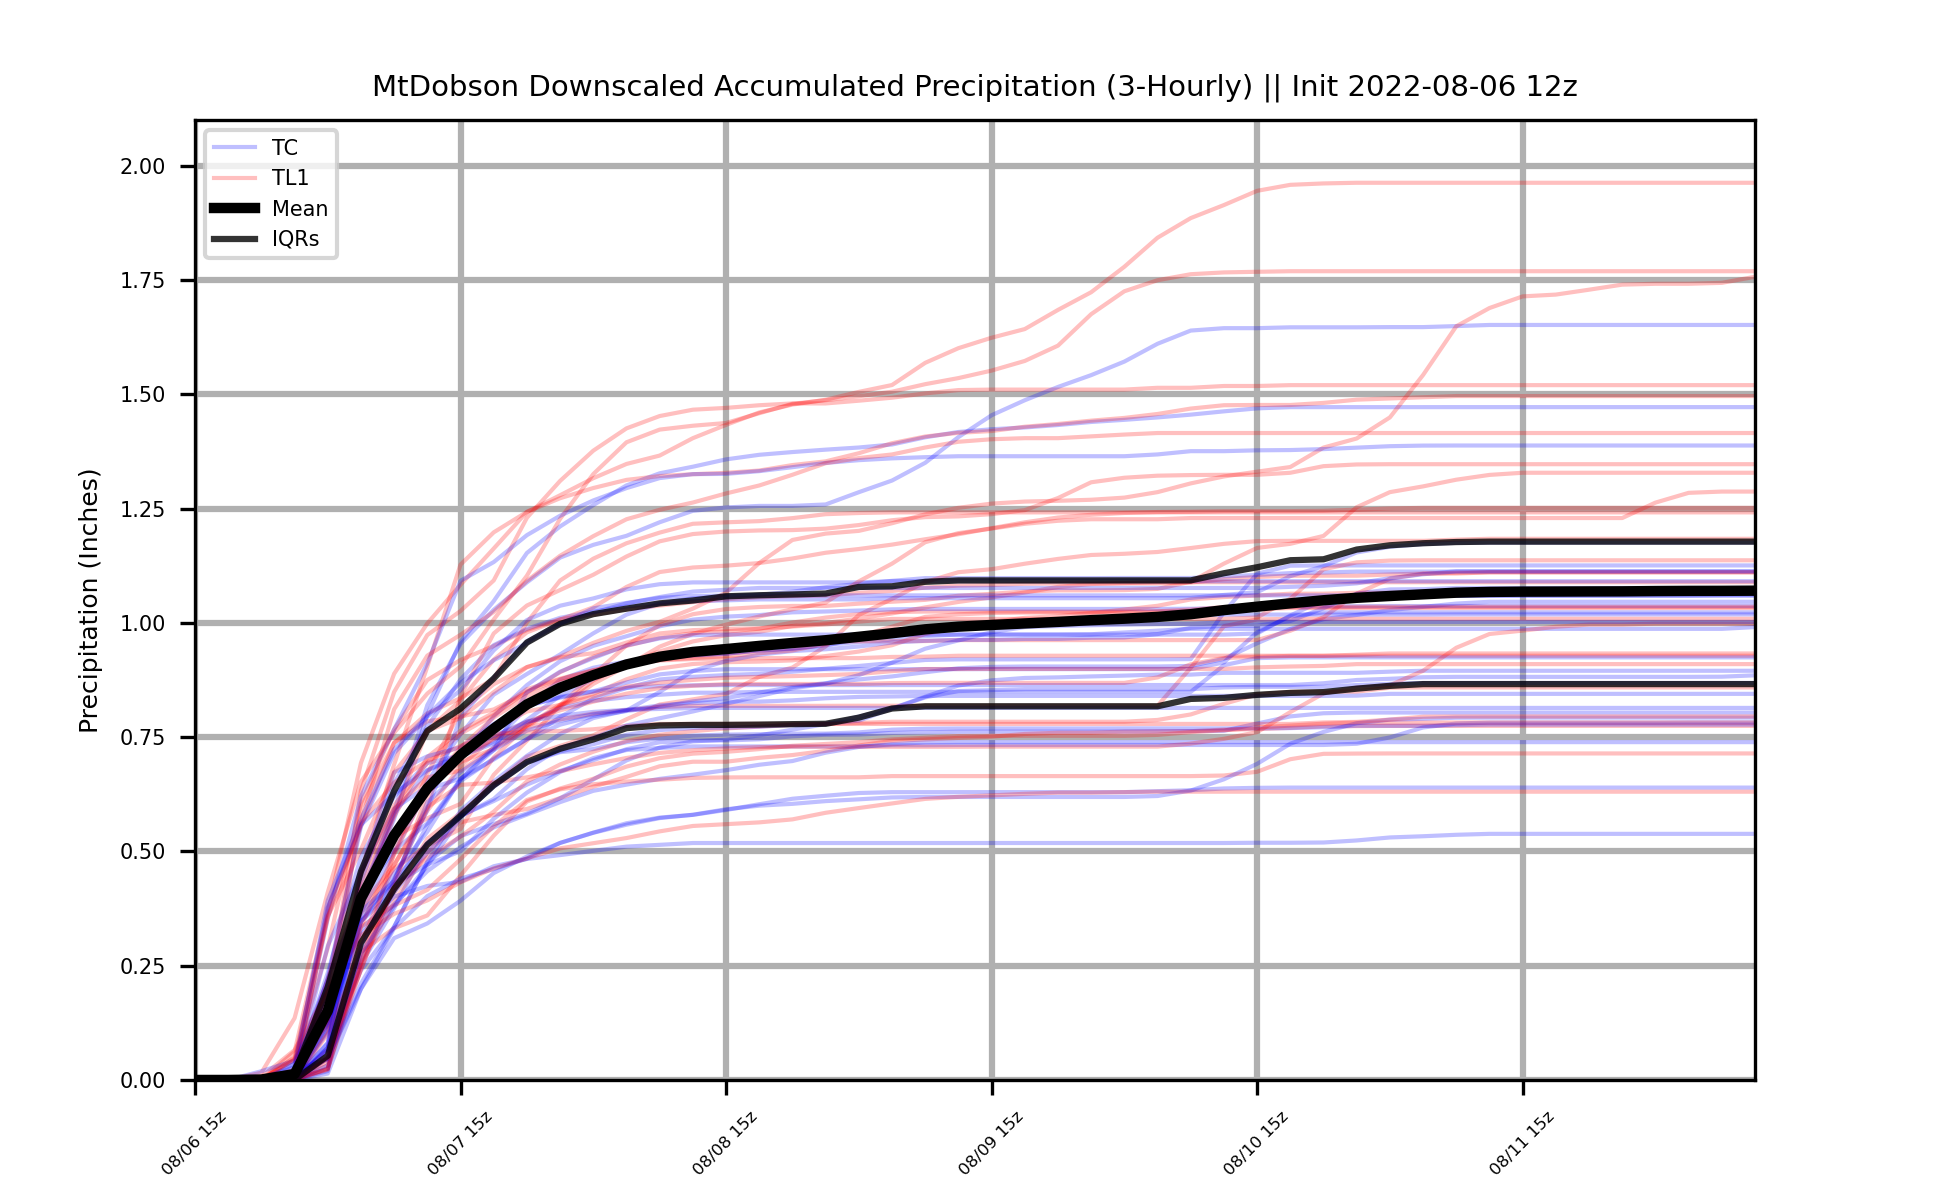 MtDobson Downscaled Accumulated Precipitation (3-Hourly) || Init 2022-08-06 12z
TC
TL1
Mean
IQRs
Precipitation (Inches)
2.00
1.75
1.50
1.25
1.00
0.75
0.50
0.25
0.00
08/06 15z
08/07 15z
08/08 15z
08/09 15z
08/10 15z
08/11 15z